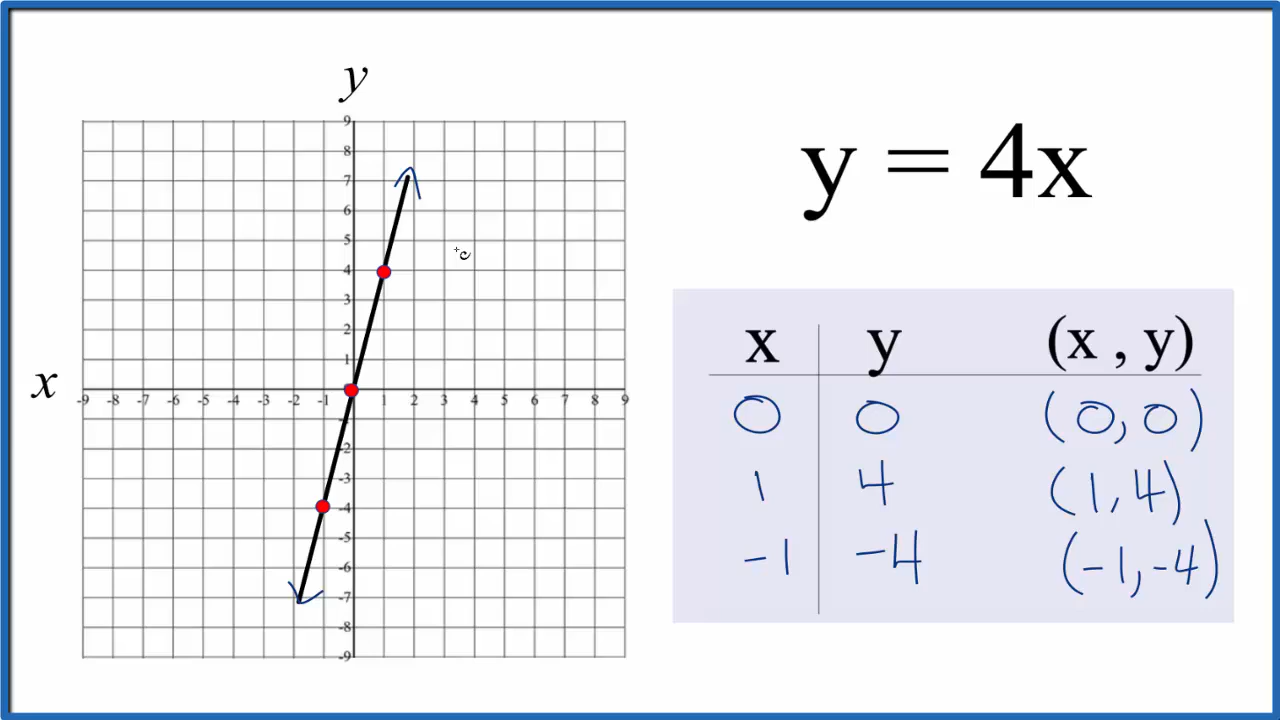 y
9
8
7
6
5
4
3
2
1
x
-9 -8 -7 -6 -5 -4 -3 -2 -1 1 2 3 4 5 6 7 8 9
-2
-3
-4
-5
-6
-7
-8
-9
y = 4x
x y (x , y)
0 0 (0, 0)
1 4 (1, 4)
-1 -4 (-1, -4)